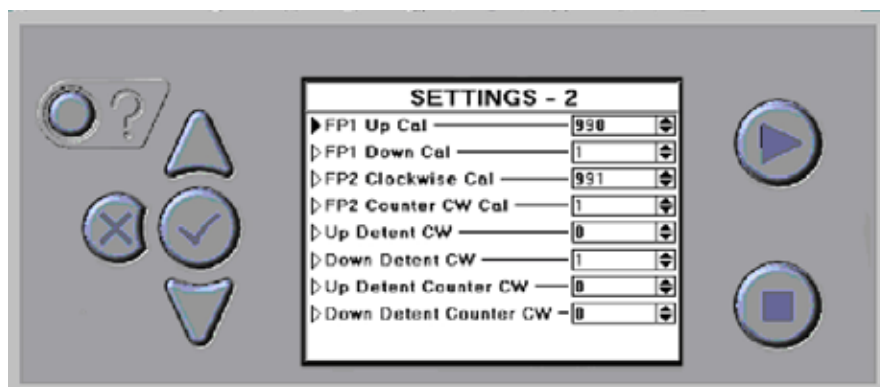 ?
SETTINGS - 2
FP1 Up Cal 990
FP1 Down Cal 1
FP2 Clockwise Cal 991
FP2 Counter CW Cal 1
Up Detent CW 0
Down Detent CW 1
Up Detent Counter CW 0
Down Detent Counter CW 0